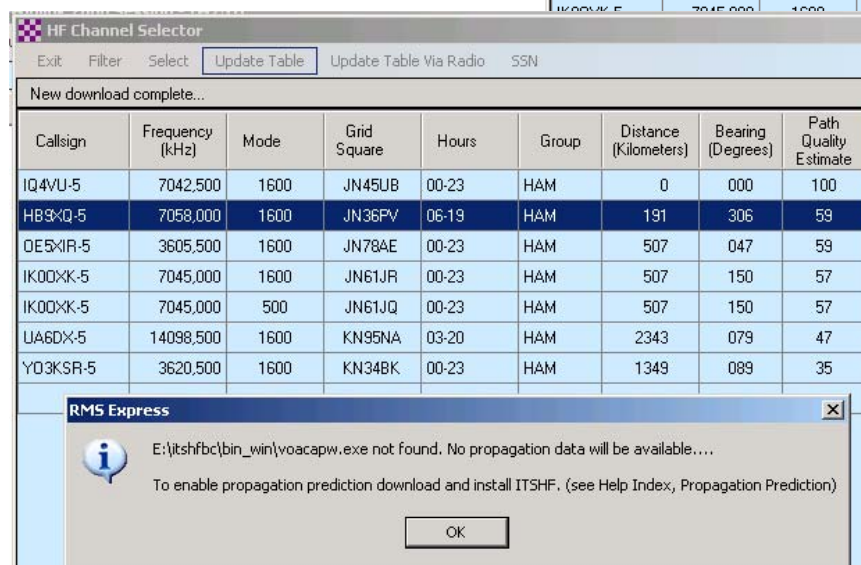 HF Channel Selector
Exit Filter Select Update Table Update Table Via Radio SSN
New download complete...
Callsign Frequency (kHz) Mode Grid Square Hours Group Distance (Kilometers) Bearing (Degrees) Path Quality Estimate
IQ4VU-5 7042,500 1600 JN45UB 00-23 HAM 0 000 100
HB9XQ-5 7058,000 1600 JN36PV 06-19 HAM 191 306 59
OE5XIR-5 3605,500 1600 JN78AE 00-23 HAM 507 047 59
IK0OXK-5 7045,000 1600 JN61JR 00-23 HAM 507 150 57
IK0OXK-5 7045,000 500 JN61JQ 00-23 HAM 507 150 57
UA6DX-5 14098,500 1600 KN95NA 03-20 HAM 2343 079 47
YO3KSR-5 3620,500 1600 KN34BK 00-23 HAM 1349 089 35
RMS Express
E:\itshfbc\bin_win\voacapw.exe not found. No propagation data will be available....
To enable propagation prediction download and install ITSHF. (see Help Index, Propagation Prediction)
OK